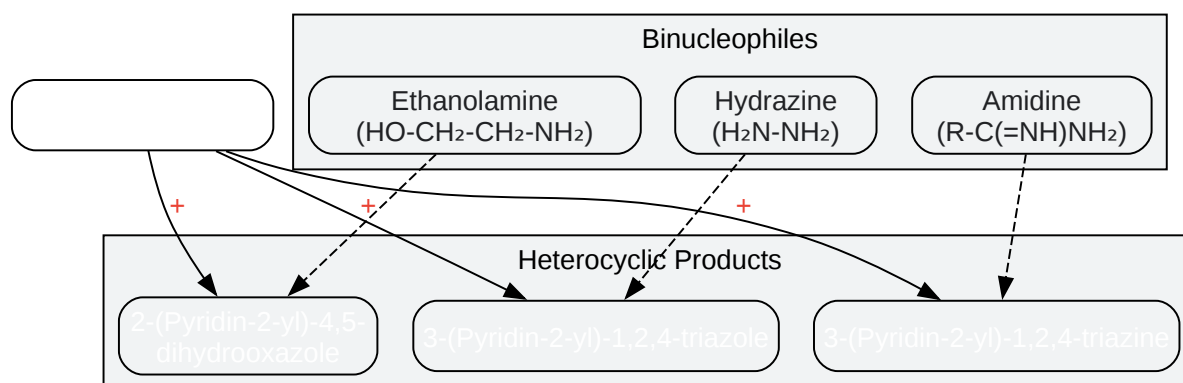 Binucleophiles
Ethanolamine
(HO-CH₂-CH₂-NH₂)
Hydrazine
(H₂N-NH₂)
Amidine
(R-C(=NH)NH₂)
+
+
+
Heterocyclic Products
2-(Pyridin-2-yl)-4,5-
dihydrooxazole
3-(Pyridin-2-yl)-1,2,4-triazole
3-(Pyridin-2-yl)-1,2,4-triazine